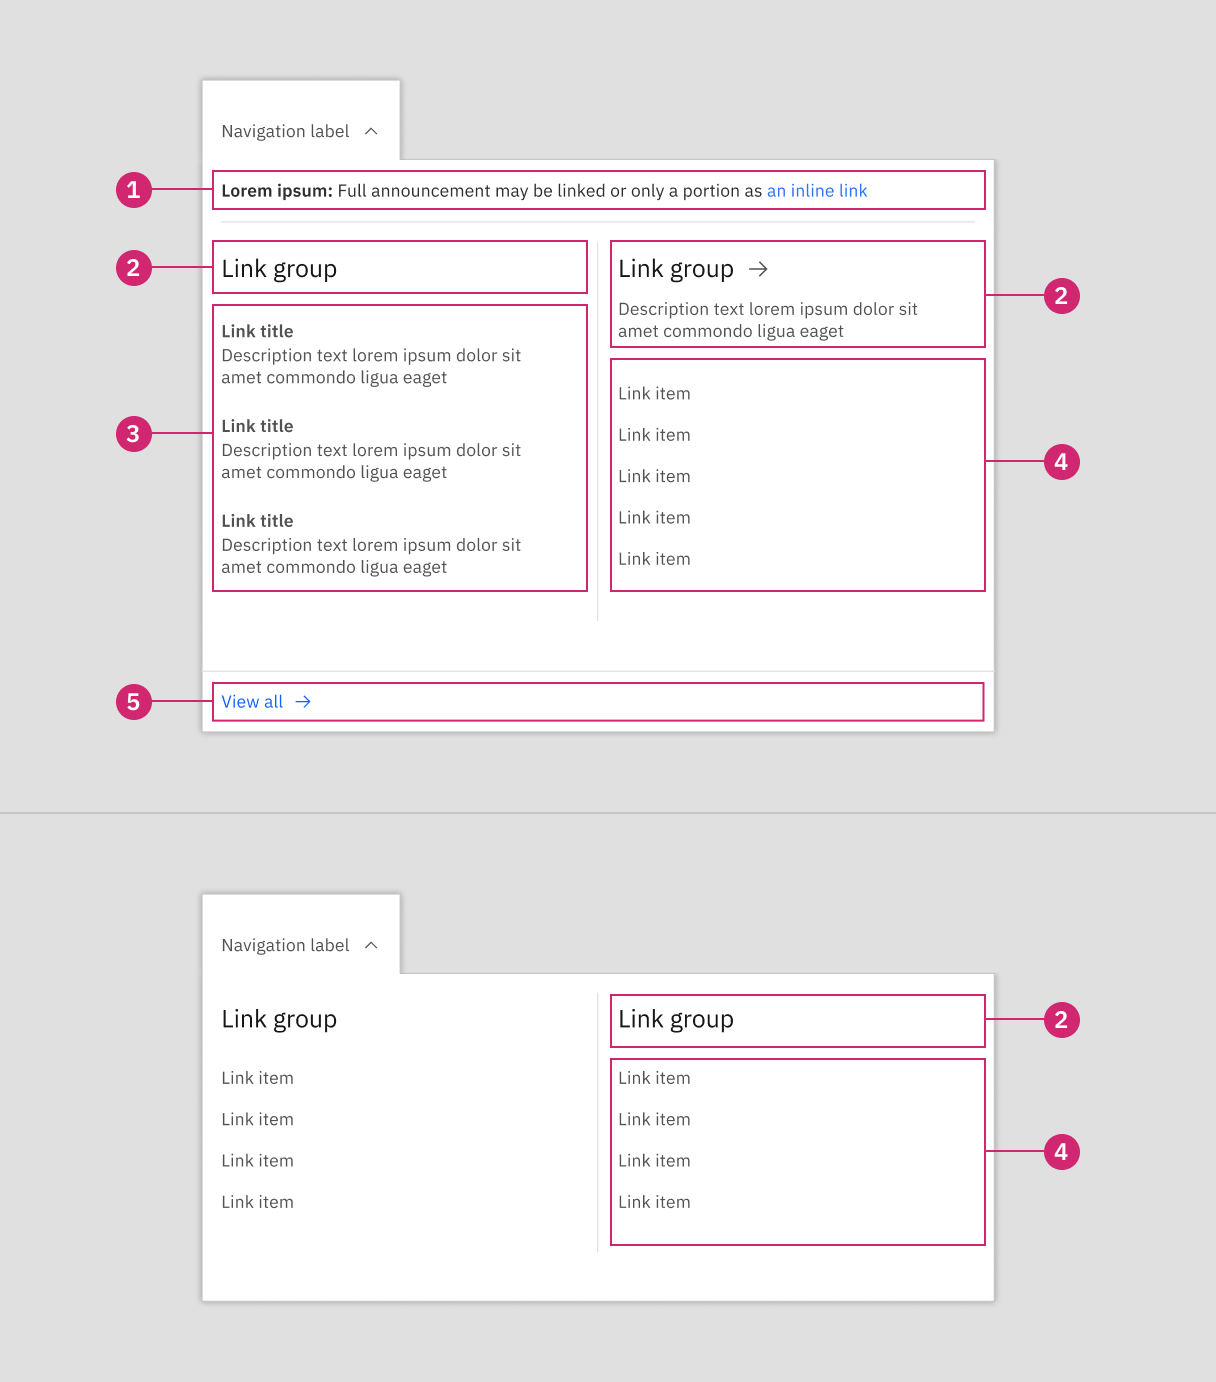 Navigation label
1
Lorem ipsum: Full announcement may be linked or only a portion as an inline link
2
Link group
Link title
Description text lorem ipsum dolor sit
amet commondo ligua eaget
3
Link title
Description text lorem ipsum dolor sit
amet commondo ligua eaget
Link title
Description text lorem ipsum dolor sit
amet commondo ligua eaget
Link group
Description text lorem ipsum dolor sit
amet commondo ligua eaget
2
Link item
Link item
Link item
Link item
Link item
4
5
View all
Navigation label
Link group
Link item
Link item
Link item
Link item
Link group
2
Link item
Link item
Link item
Link item
4